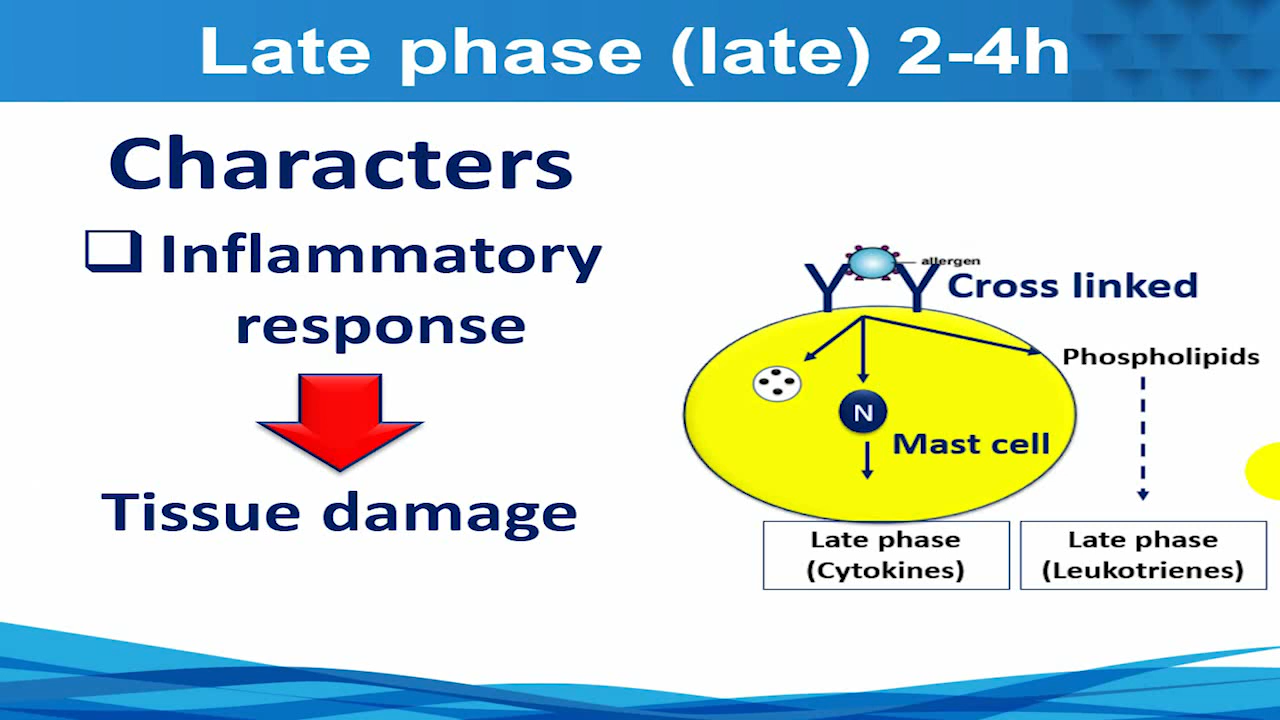 Late phase (late) 2-4h
Characters
❑ Inflammatory
response
Tissue damage
allergen
Cross linked
Phospholipids
N
Mast cell
Late phase
(Cytokines)
Late phase
(Leukotrienes)